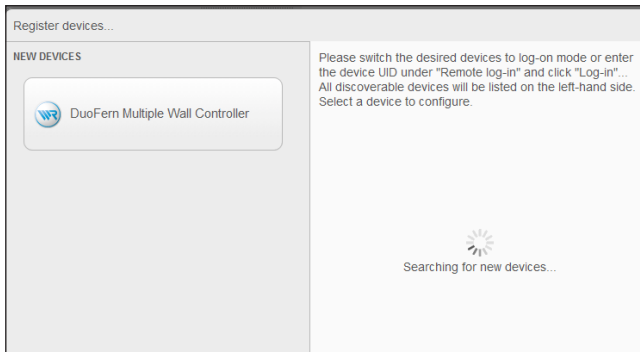 Register devices...
NEW DEVICES
WR
DuoFern Multiple Wall Controller
Please switch the desired devices to log-on mode or enter
the device UID under "Remote log-in" and click "Log-in"...
All discoverable devices will be listed on the left-hand side.
Select a device to configure.
Searching for new devices...